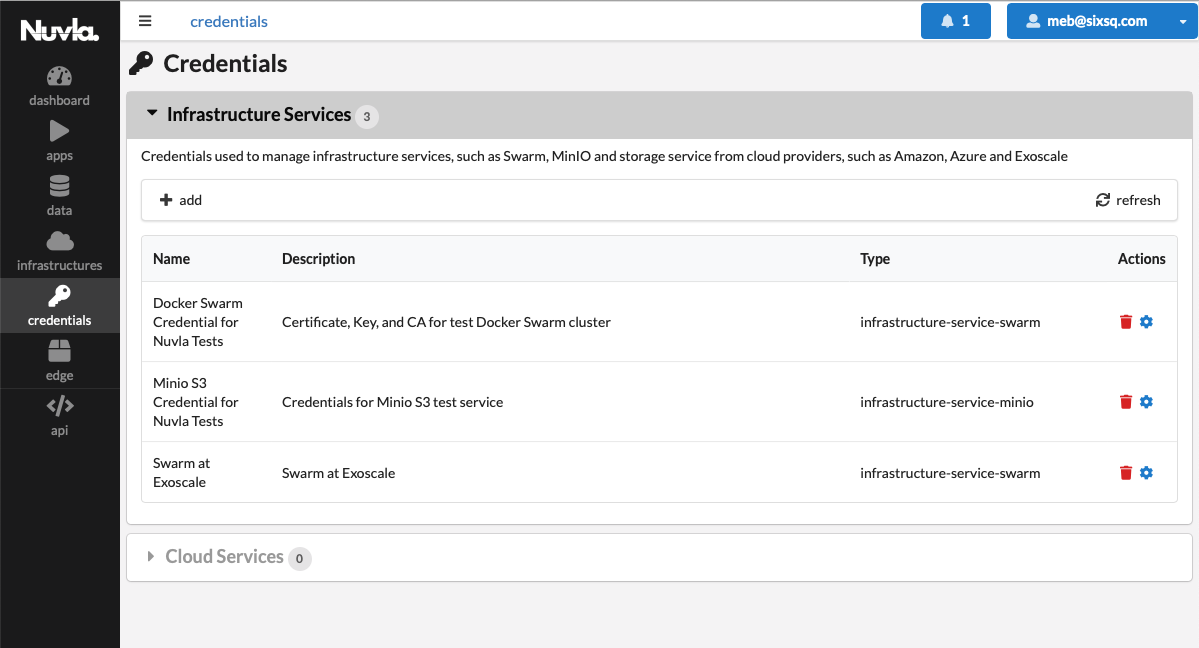 Nuvla.
credentials
1
meb@sixsq.com
dashboard
apps
data
infrastructures
credentials
edge
api
Credentials
Infrastructure Services 3
Credentials used to manage infrastructure services, such as Swarm, MinIO and storage service from cloud providers, such as Amazon, Azure and Exoscale
add
refresh
Name Description Type Actions
Docker Swarm
Credential for
Nuvla Tests
Certificate, Key, and CA for test Docker Swarm cluster
infrastructure-service-swarm
Minio S3
Credential for
Nuvla Tests
Credentials for Minio S3 test service
infrastructure-service-minio
Swarm at
Exoscale
Swarm at Exoscale
infrastructure-service-swarm
Cloud Services 0